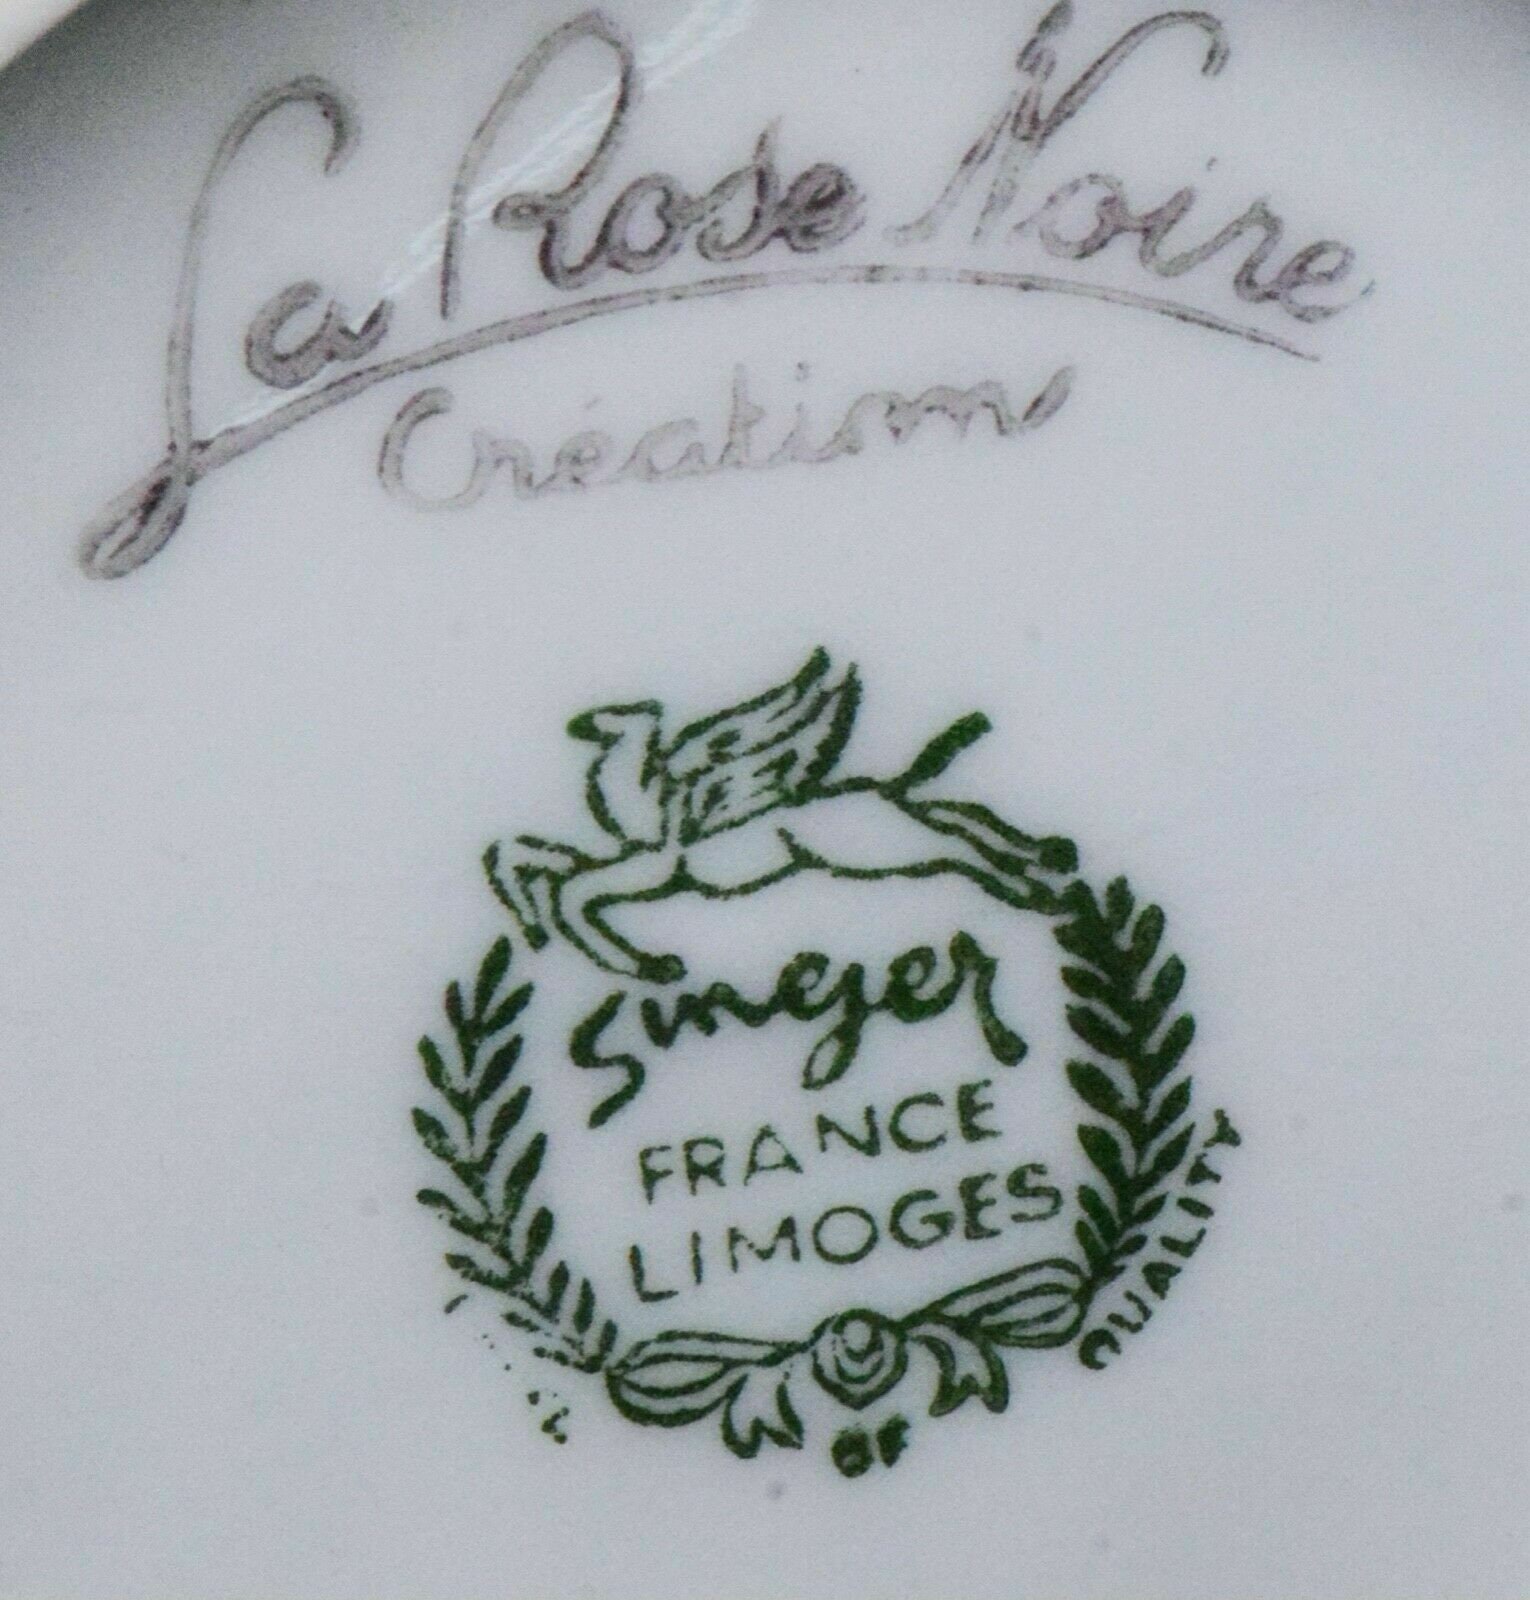 La Rose Noire
Création
Singer
FRANCE
LIMOGES
OF
QUALITY